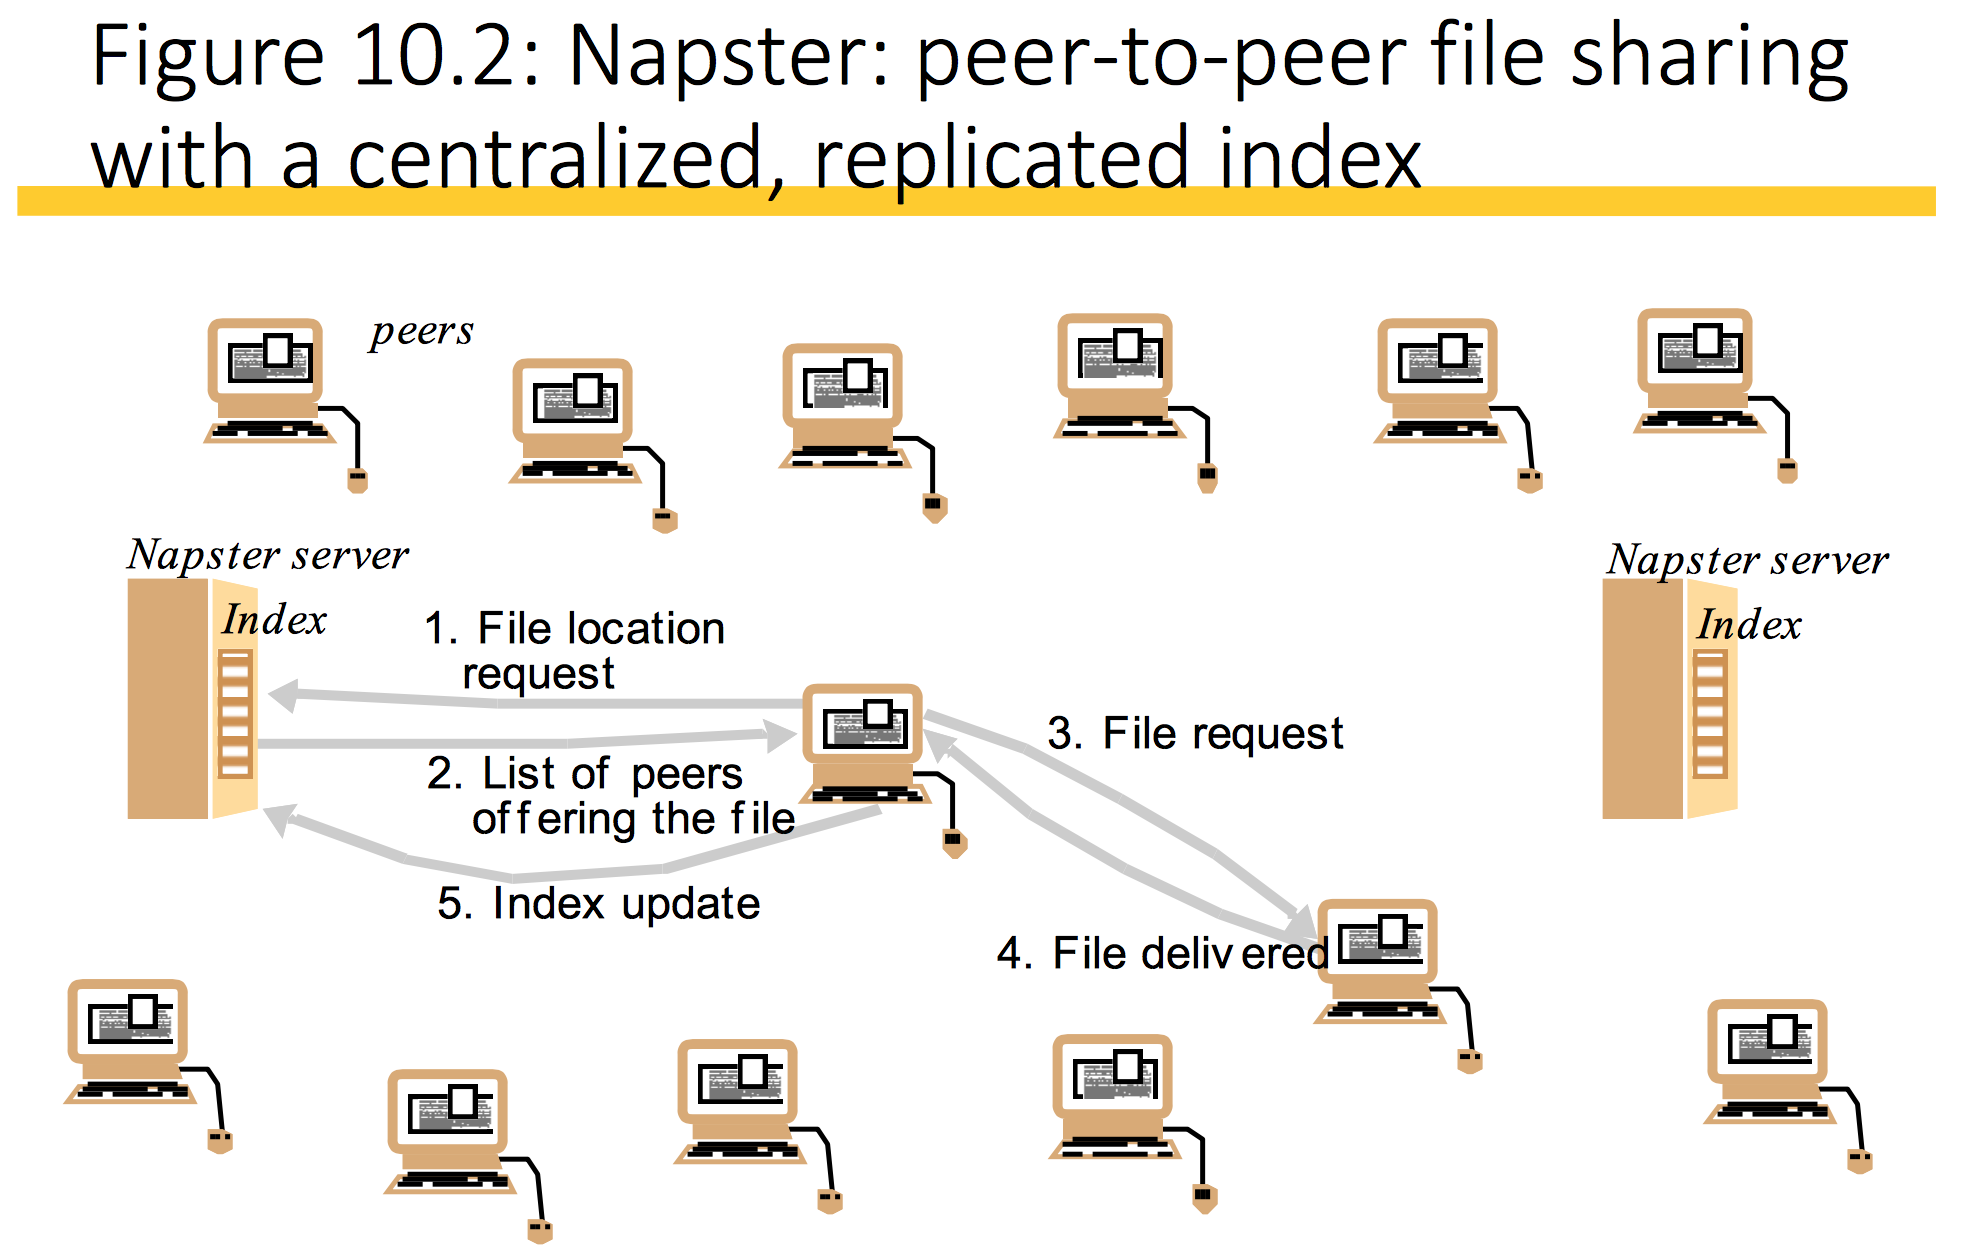 Figure 10.2: Napster: peer-to-peer file sharing
with a centralized, replicated index
peers
Napster server
Index
Napster server
Index
1. File location
request
2. List of peers
offering the file
3. File request
4. File delivered
5. Index update